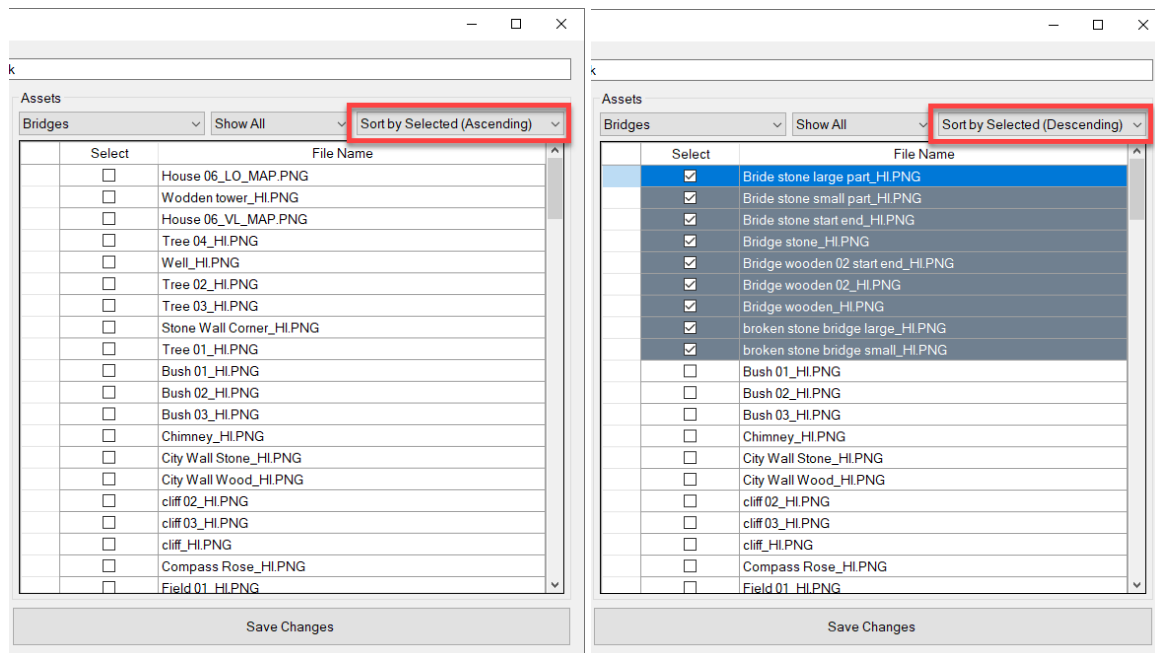 k
Assets
Bridges Show All Sort by Selected (Ascending)
Select File Name
House 06_LO_MAP.PNG
Wodden tower_HI.PNG
House 06_VL_MAP.PNG
Tree 04_HI.PNG
Well_HI.PNG
Tree 02_HI.PNG
Tree 03_HI.PNG
Stone Wall Corner_HI.PNG
Tree 01_HI.PNG
Bush 01_HI.PNG
Bush 02_HI.PNG
Bush 03_HI.PNG
Chimney_HI.PNG
City Wall Stone_HI.PNG
City Wall Wood_HI.PNG
cliff 02_HI.PNG
cliff 03_HI.PNG
cliff_HI.PNG
Compass Rose_HI.PNG
Field 01_HI.PNG
Save Changes
k
Assets
Bridges Show All Sort by Selected (Descending)
Select File Name
Bride stone large part_HI.PNG
Bride stone small part_HI.PNG
Bride stone start end_HI.PNG
Bridge stone_HI.PNG
Bridge wooden 02 start end_HI.PNG
Bridge wooden 02_HI.PNG
Bridge wooden_HI.PNG
broken stone bridge large_HI.PNG
broken stone bridge small_HI.PNG
Bush 01_HI.PNG
Bush 02_HI.PNG
Bush 03_HI.PNG
Chimney_HI.PNG
City Wall Stone_HI.PNG
City Wall Wood_HI.PNG
cliff 02_HI.PNG
cliff 03_HI.PNG
cliff_HI.PNG
Compass Rose_HI.PNG
Field 01_HI.PNG
Save Changes